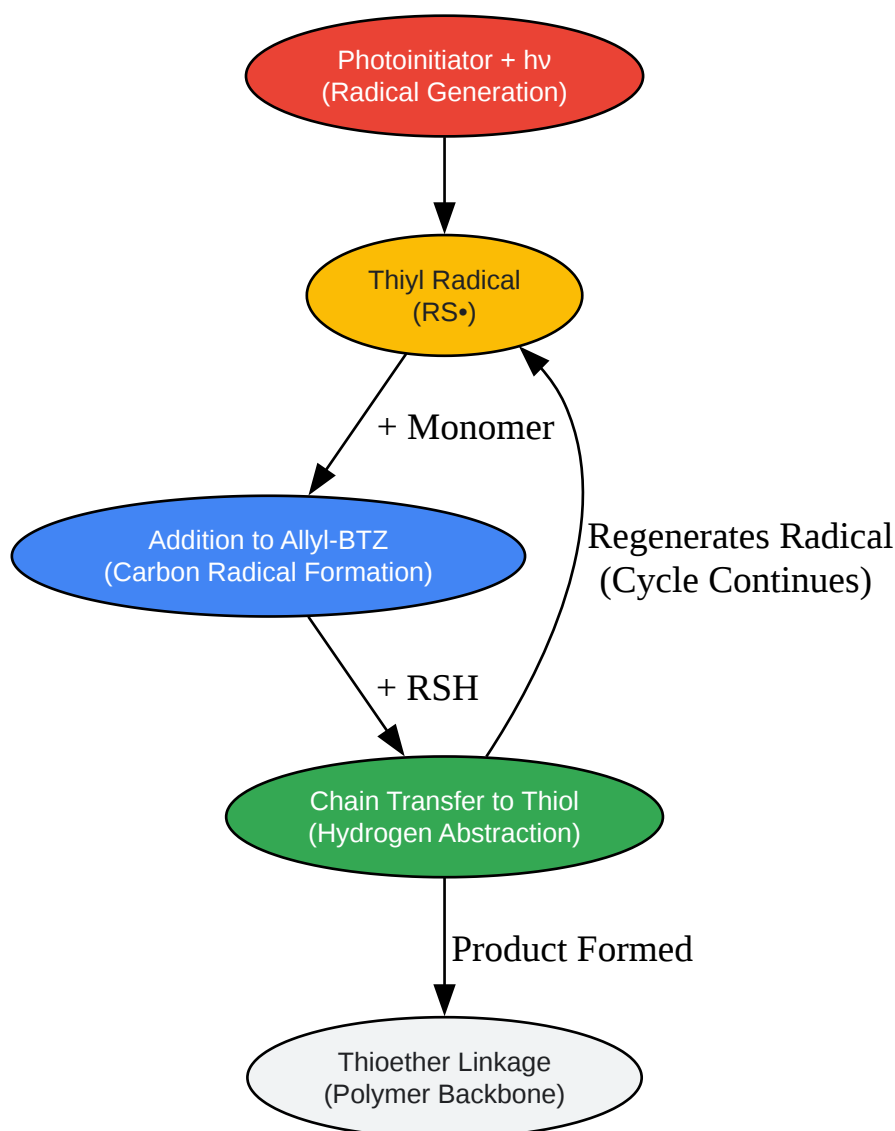 Photoinitiator + hν
(Radical Generation)
Thiyl Radical
(RS•)
+ Monomer
Addition to Allyl-BTZ
(Carbon Radical Formation)
Regenerates Radical
(Cycle Continues)
+ RSH
Chain Transfer to Thiol
(Hydrogen Abstraction)
Product Formed
Thioether Linkage
(Polymer Backbone)